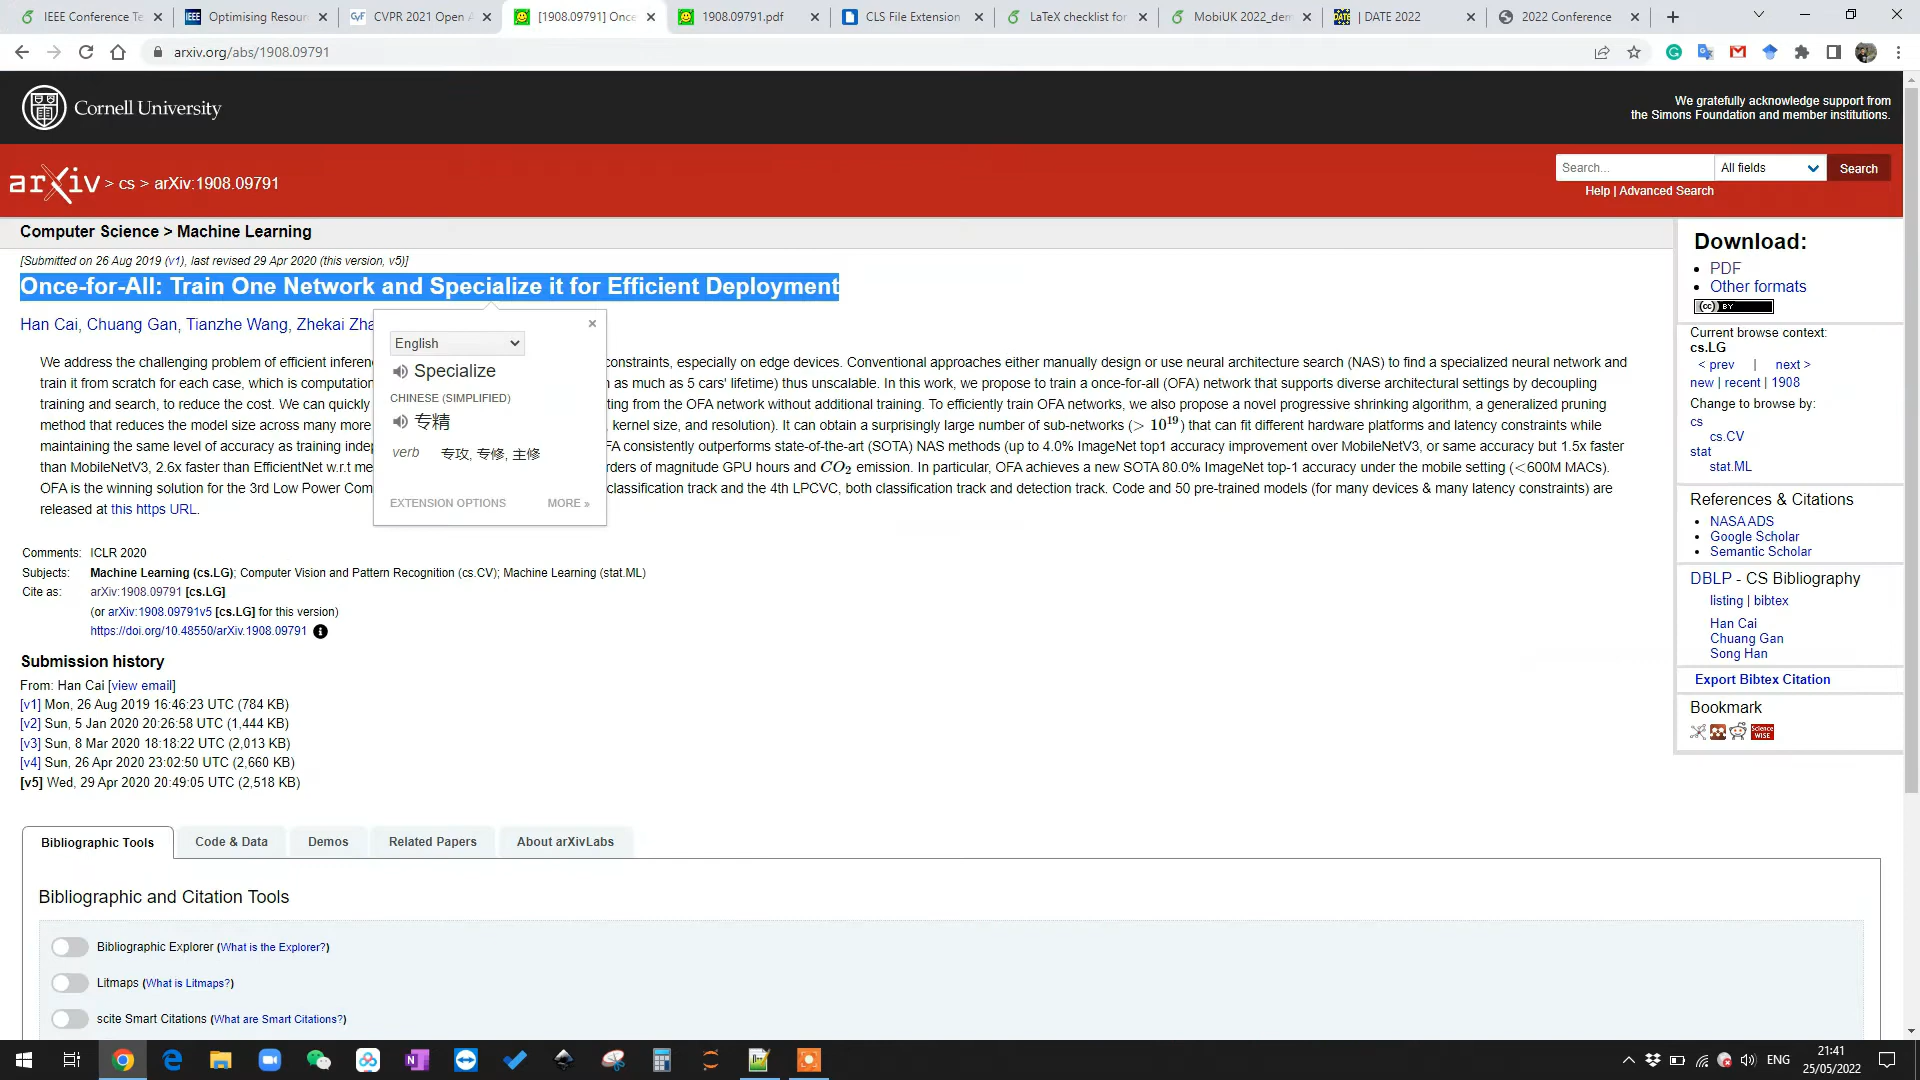 IEEE Conference Te
Optimising Resour
CVPR 2021 Open A
[1908.09791] Once
1908.09791.pdf
CLS File Extension
LaTeX checklist for
MobiUK 2022_dem
| DATE 2022
2022 Conference
arxiv.org/abs/1908.09791
Cornell University
We gratefully acknowledge support from
the Simons Foundation and member institutions.
arXiv > cs > arXiv:1908.09791
Search...
All fields
Search
Help | Advanced Search
Computer Science > Machine Learning
[Submitted on 26 Aug 2019 (v1), last revised 29 Apr 2020 (this version, v5)]
Once-for-All: Train One Network and Specialize it for Efficient Deployment
Han Cai, Chuang Gan, Tianzhe Wang, Zhekai Zha
We address the challenging problem of efficient inferen
constraints, especially on edge devices. Conventional approaches either manually design or use neural architecture search (NAS) to find a specialized neural network and
train it from scratch for each case, which is computation
n as much as 5 cars' lifetime) thus unscalable. In this work, we propose to train a once-for-all (OFA) network that supports diverse architectural settings by decoupling
training and search, to reduce the cost. We can quickly
ting from the OFA network without additional training. To efficiently train OFA networks, we also propose a novel progressive shrinking algorithm, a generalized pruning
method that reduces the model size across many more
kernel size, and resolution). It can obtain a surprisingly large number of sub-networks (> 10^19) that can fit different hardware platforms and latency constraints while
maintaining the same level of accuracy as training indep
FA consistently outperforms state-of-the-art (SOTA) NAS methods (up to 4.0% ImageNet top1 accuracy improvement over MobileNetV3, or same accuracy but 1.5x faster
than MobileNetV3, 2.6x faster than EfficientNet w.r.t me
rders of magnitude GPU hours and CO2 emission. In particular, OFA achieves a new SOTA 80.0% ImageNet top-1 accuracy under the mobile setting (<600M MACs).
OFA is the winning solution for the 3rd Low Power Com
classification track and the 4th LPCVC, both classification track and detection track. Code and 50 pre-trained models (for many devices & many latency constraints) are
released at this https URL.
×
English
Specialize
CHINESE (SIMPLIFIED)
专精
verb 专攻, 专修, 主修
EXTENSION OPTIONS
MORE »
Comments: ICLR 2020
Subjects: Machine Learning (cs.LG); Computer Vision and Pattern Recognition (cs.CV); Machine Learning (stat.ML)
Cite as: arXiv:1908.09791 [cs.LG]
(or arXiv:1908.09791v5 [cs.LG] for this version)
https://doi.org/10.48550/arXiv.1908.09791
Submission history
From: Han Cai [view email]
[v1] Mon, 26 Aug 2019 16:46:23 UTC (784 KB)
[v2] Sun, 5 Jan 2020 20:26:58 UTC (1,444 KB)
[v3] Sun, 8 Mar 2020 18:18:22 UTC (2,013 KB)
[v4] Sun, 26 Apr 2020 23:02:50 UTC (2,660 KB)
[v5] Wed, 29 Apr 2020 20:49:05 UTC (2,518 KB)
Download:
PDF
Other formats
(cc) BY
Current browse context:
cs.LG
< prev | next >
new | recent | 1908
Change to browse by:
cs
cs.CV
stat
stat.ML
References & Citations
NASA ADS
Google Scholar
Semantic Scholar
DBLP - CS Bibliography
listing | bibtex
Han Cai
Chuang Gan
Song Han
Export Bibtex Citation
Bookmark
Science
WISE
Bibliographic Tools
Code & Data
Demos
Related Papers
About arXivLabs
Bibliographic and Citation Tools
Bibliographic Explorer (What is the Explorer?)
Litmaps (What is Litmaps?)
scite Smart Citations (What are Smart Citations?)
ENG
21:41
25/05/2022